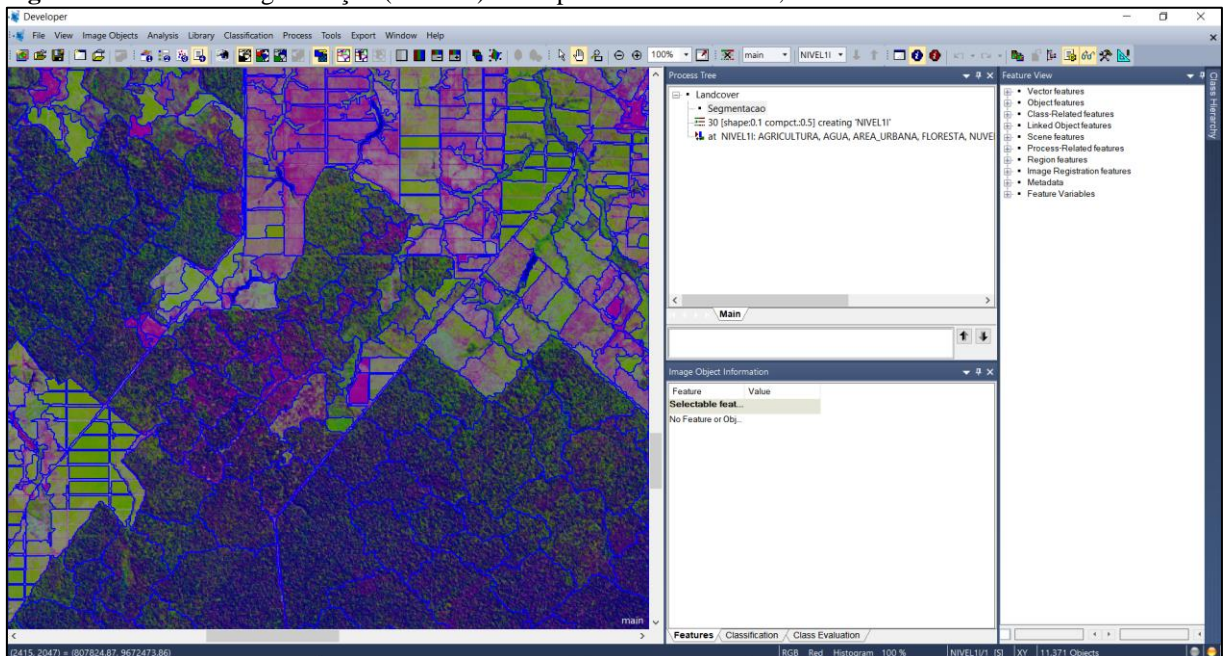 Developer
File View Image Objects Analysis Library Classification Process Tools Export Window Help
100% main NIVEL1I
Process Tree
Landcover
Segmentacao
30 [shape:0.1 compct.:0.5] creating 'NIVEL1I'
at NIVEL1I: AGRICULTURA, AGUA, AREA_URBANA, FLORESTA, NUVE
Main
Feature View
Vector features
Object features
Class-Related features
Linked Object features
Scene features
Process-Related features
Region features
Image Registration features
Metadata
Feature Variables
Class Hierarchy
Image Object Information
Feature Value
Selectable feat...
No Feature or Obj...
main
Features Classification Class Evaluation
(2415, 2047) = (807824.87, 9672473.86)
RGB Red Histogram 100 % NIVEL1I/1 [S] XY 11,371 Objects